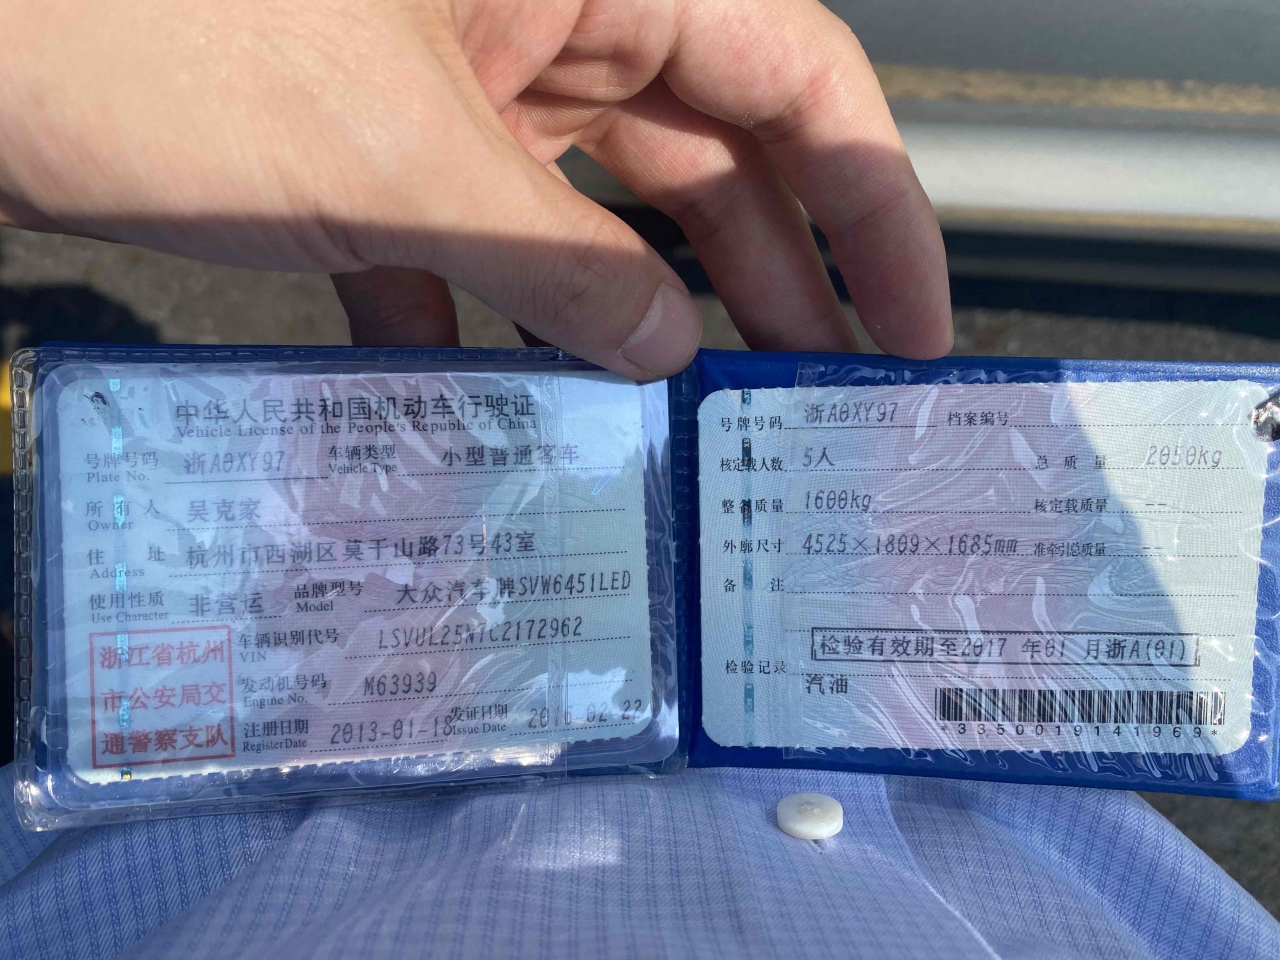 中华人民共和国机动车行驶证
Vehicle License of the People's Republic of China
号牌号码 浙A0XY97 车辆类型 小型普通客车
Plate No. Vehicle Type
所有人 吴克家
Owner
住址 杭州市西湖区莫干山路73号43室
Address
使用性质 非营运 品牌型号 大众汽车牌SVW6451LED
Use Character Model
浙江省杭州
市公安局交
通警察支队
车辆识别代号 LSVUL25N7C2172962
VIN
发动机号码 M63939
Engine No.
注册日期 2013-01-18 发证日期 2016-02-22
Register Date Issue Date
号牌号码 浙A0XY97 档案编号
核定载人数 5人 总质量 2050kg
整备质量 1600kg 核定载质量 --
外廓尺寸 4525×1809×1685mm 准牵引总质量 --
备注
检验有效期至2017 年01 月浙A(01)
检验记录
汽油
*3350019141969*